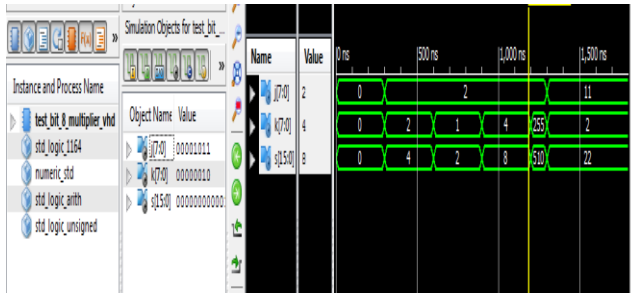 Simulation Objects for test_bit_
Instance and Process Name
test_bit_8_multiplier_vhd
std_logic_1164
numeric_std
std_logic_arith
std_logic_unsigned
Object Name Value
j[7:0] 00001011
k[7:0] 00000010
s[15:0] 00000000000
Name Value
j[7:0] 2
k[7:0] 4
s[15:0] 8
0 ns 500 ns 1,000 ns 1,500 ns
0 2 11
0 2 1 4 255 2
0 4 2 8 510 22